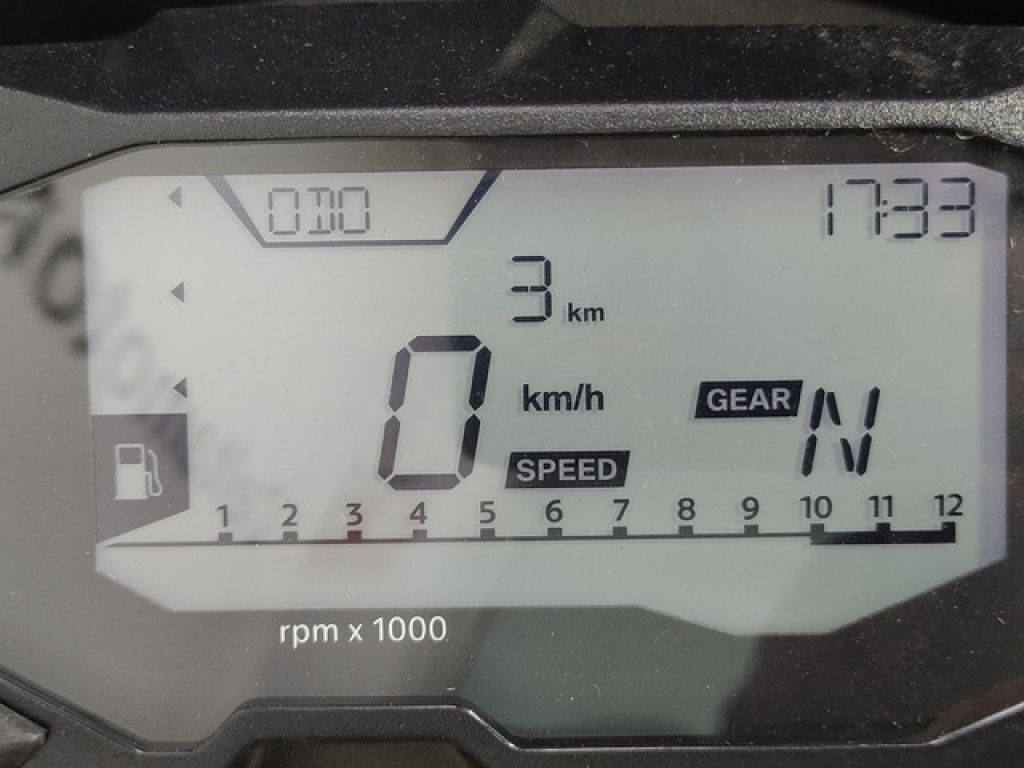 ODO 17:33
3 km
0 km/h GEAR N
SPEED
1 2 3 4 5 6 7 8 9 10 11 12
rpm x 1000